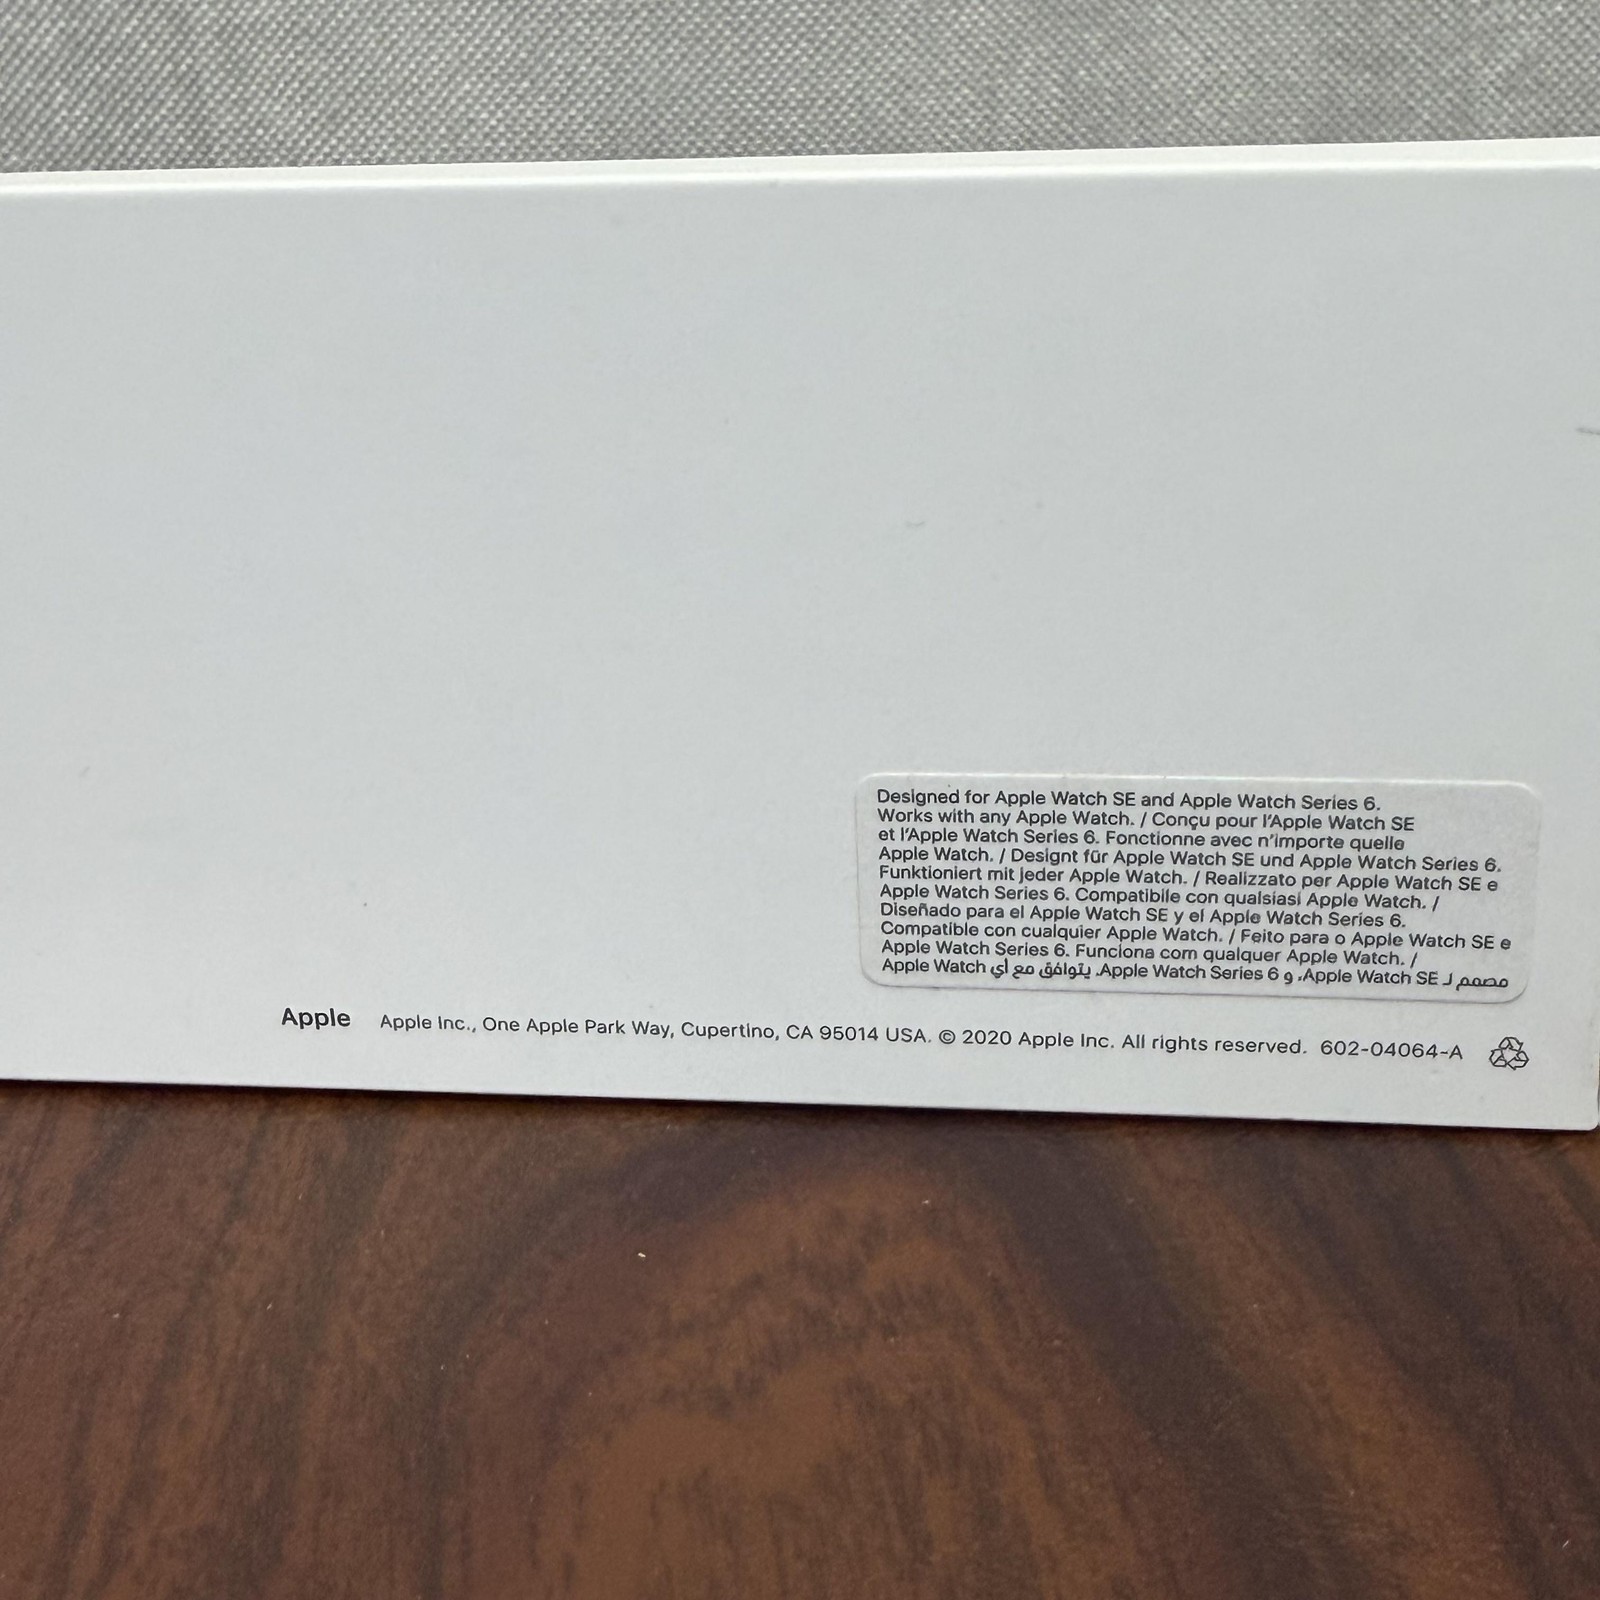 Designed for Apple Watch SE and Apple Watch Series 6.
Works with any Apple Watch. / Conçu pour l’Apple Watch SE
et l’Apple Watch Series 6. Fonctionne avec n’importe quelle
Apple Watch. / Designt für Apple Watch SE und Apple Watch Series 6.
Funktioniert mit jeder Apple Watch. / Realizzato per Apple Watch SE e
Apple Watch Series 6. Compatibile con qualsiasi Apple Watch. /
Diseñado para el Apple Watch SE y el Apple Watch Series 6.
Compatible con cualquier Apple Watch. / Feito para o Apple Watch SE e
Apple Watch Series 6. Funciona com qualquer Apple Watch. /
مصمم لـ Apple Watch SE، و Apple Watch Series 6. يتوافق مع أي Apple Watch
Apple Apple Inc., One Apple Park Way, Cupertino, CA 95014 USA. © 2020 Apple Inc. All rights reserved. 602-04064-A